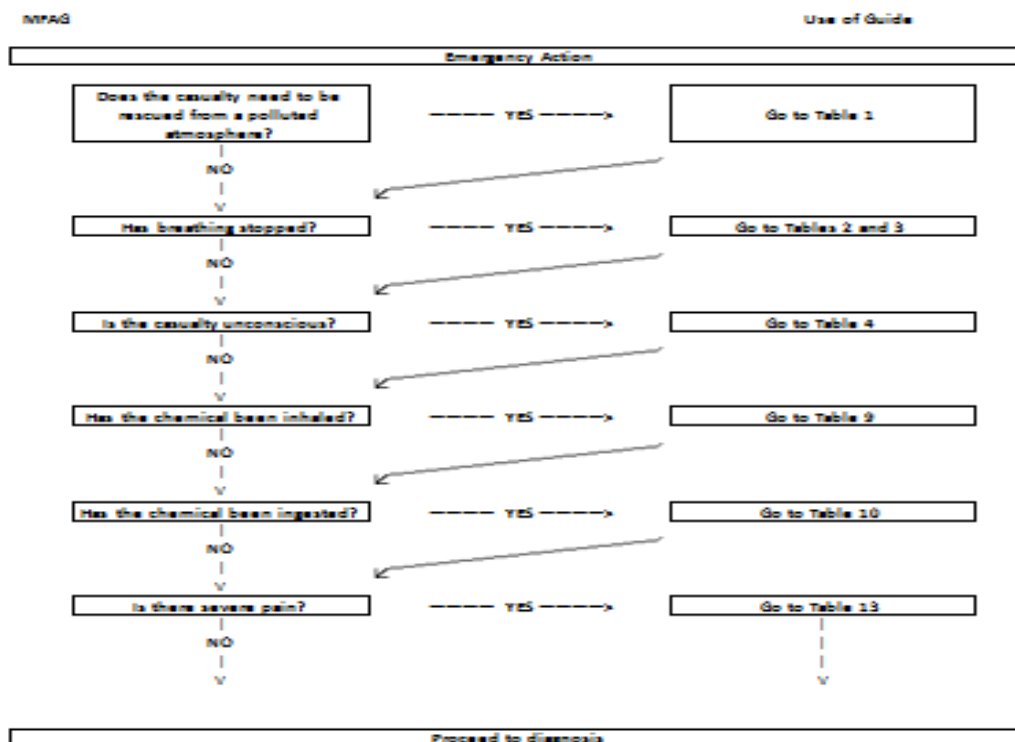 MFAG Use of Guide
Emergency Action
Does the casualty need to be
rescued from a polluted
atmosphere?
YES
Go to Table 1
NO
Has breathing stopped?
YES
Go to Tables 2 and 3
NO
Is the casualty unconscious?
YES
Go to Table 4
NO
Has the chemical been inhaled?
YES
Go to Table 9
NO
Has the chemical been ingested?
YES
Go to Table 10
NO
Is there severe pain?
YES
Go to Table 13
NO
Proceed to diagnosis